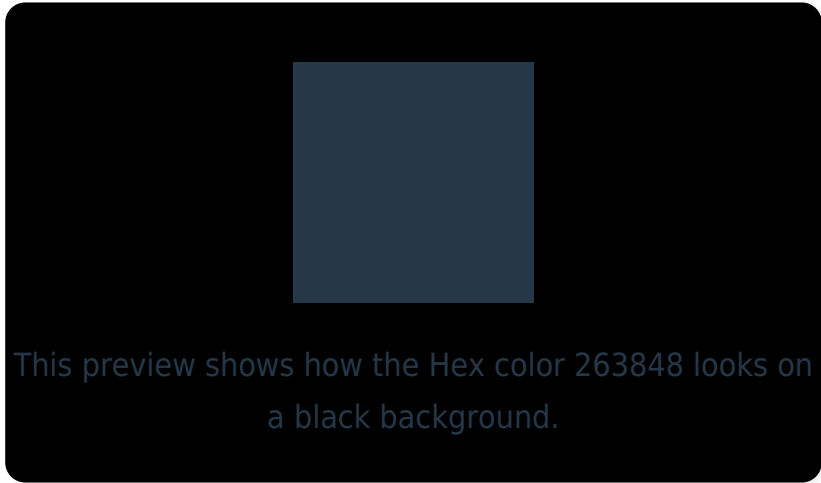 This preview shows how the Hex color 263848 looks on
a black background.